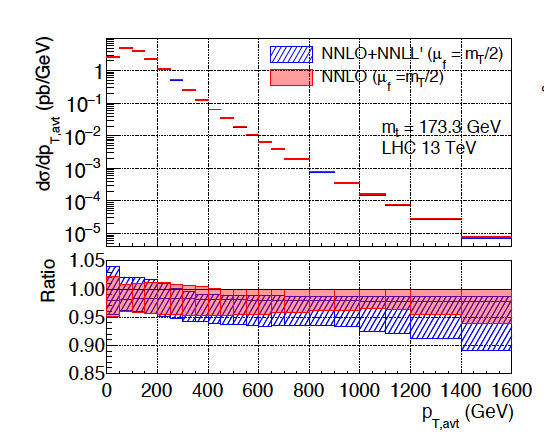 NNLO+NNLL' (μf = mT/2)
NNLO (μf =mT/2)
mt = 173.3 GeV
LHC 13 TeV
dσ/dpT,avt (pb/GeV)
1
10−1
10−2
10−3
10−4
10−5
Ratio
1.05
1.00
0.95
0.90
0.85
0 200 400 600 800 1000 1200 1400 1600
pT,avt (GeV)